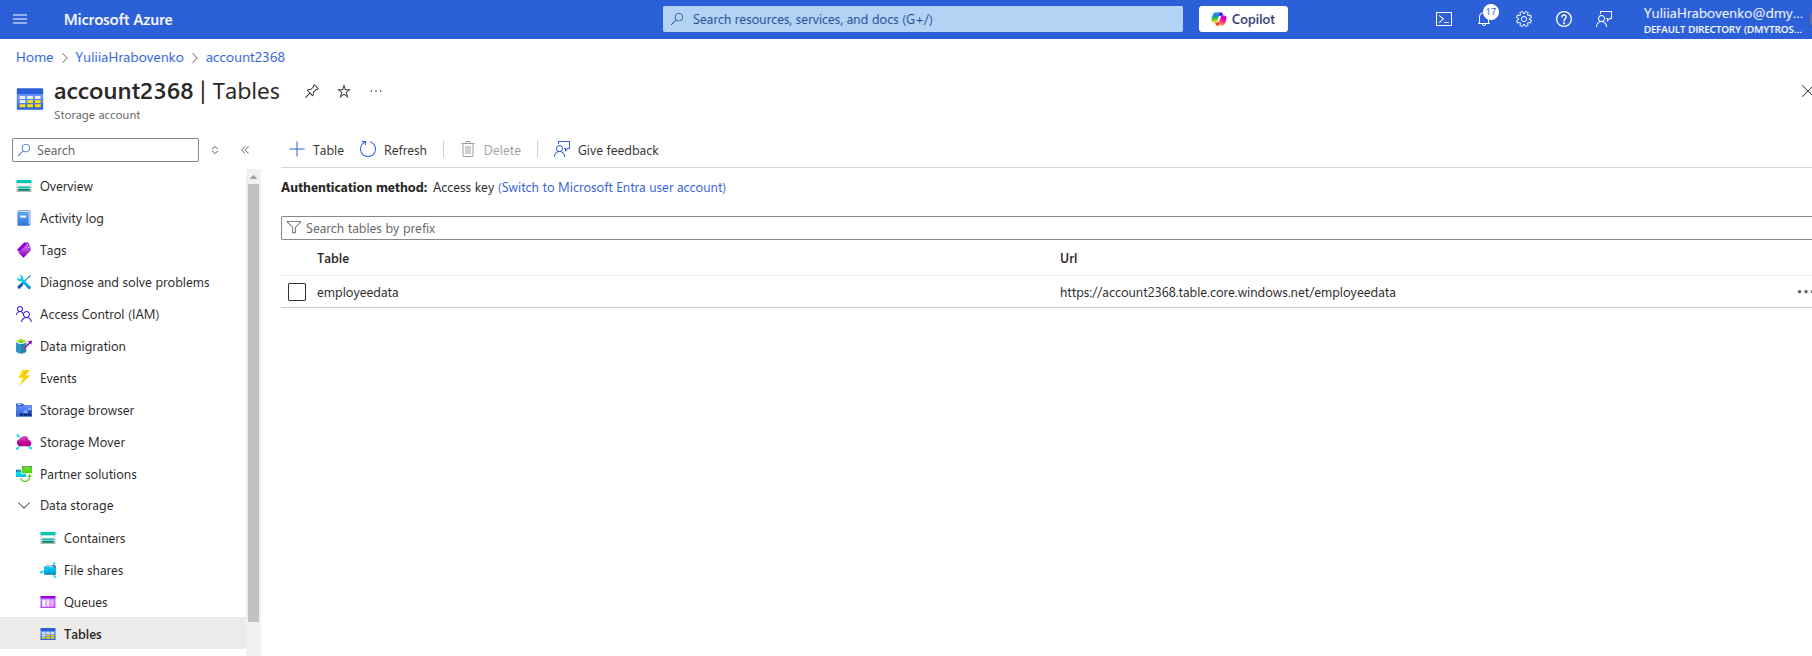 Microsoft Azure
Search resources, services, and docs (G+/)
Copilot
17
YuliiaHrabovenko@dmy...
DEFAULT DIRECTORY (DMYTROS...
Home > YuliiaHrabovenko > account2368
account2368 | Tables
Storage account
Search
Table
Refresh
Delete
Give feedback
Authentication method: Access key (Switch to Microsoft Entra user account)
Search tables by prefix
Table
Url
employeedata
https://account2368.table.core.windows.net/employeedata
Overview
Activity log
Tags
Diagnose and solve problems
Access Control (IAM)
Data migration
Events
Storage browser
Storage Mover
Partner solutions
Data storage
Containers
File shares
Queues
Tables